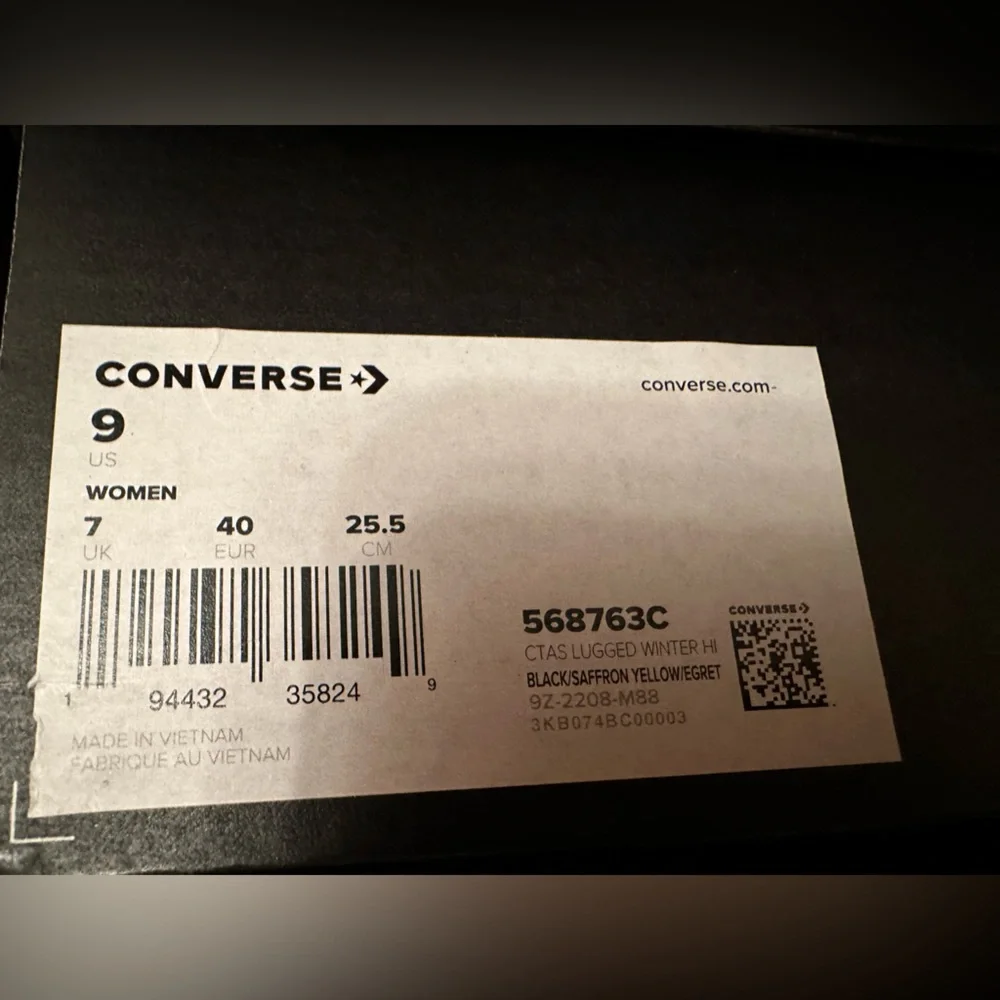 CONVERSE
converse.com
9
US
WOMEN
7 40 25.5
UK EUR CM
1 94432 35824 9
MADE IN VIETNAM
FABRIQUE AU VIETNAM
568763C
CTAS LUGGED WINTER HI
BLACK/SAFFRON YELLOW/EGRET
9Z-2208-M88
3KB074BC00003
CONVERSE